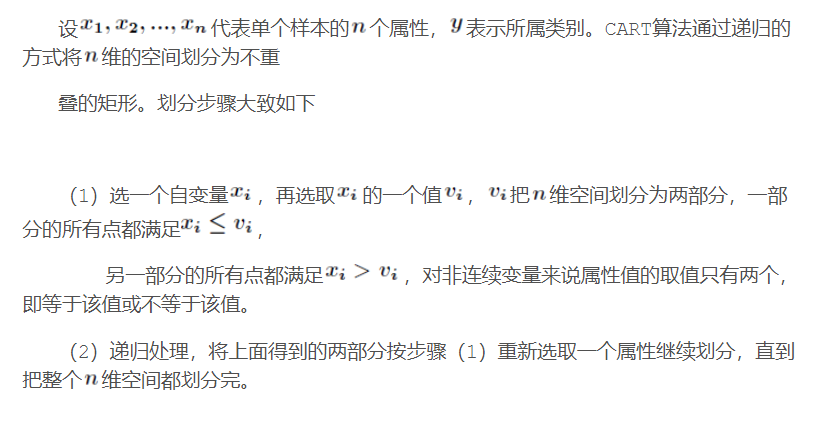 设x1, x2, ..., xn代表单个样本的n个属性，y表示所属类别。CART算法通过递归的
方式将n维的空间划分为不重
叠的矩形。划分步骤大致如下
（1）选一个自变量xi，再选取xi的一个值vi，vi把n维空间划分为两部分，一部
分的所有点都满足xi ≤ vi，
另一部分的所有点都满足xi > vi，对非连续变量来说属性值的取值只有两个，
即等于该值或不等于该值。
（2）递归处理，将上面得到的两部分按步骤（1）重新选取一个属性继续划分，直到
把整个n维空间都划分完。